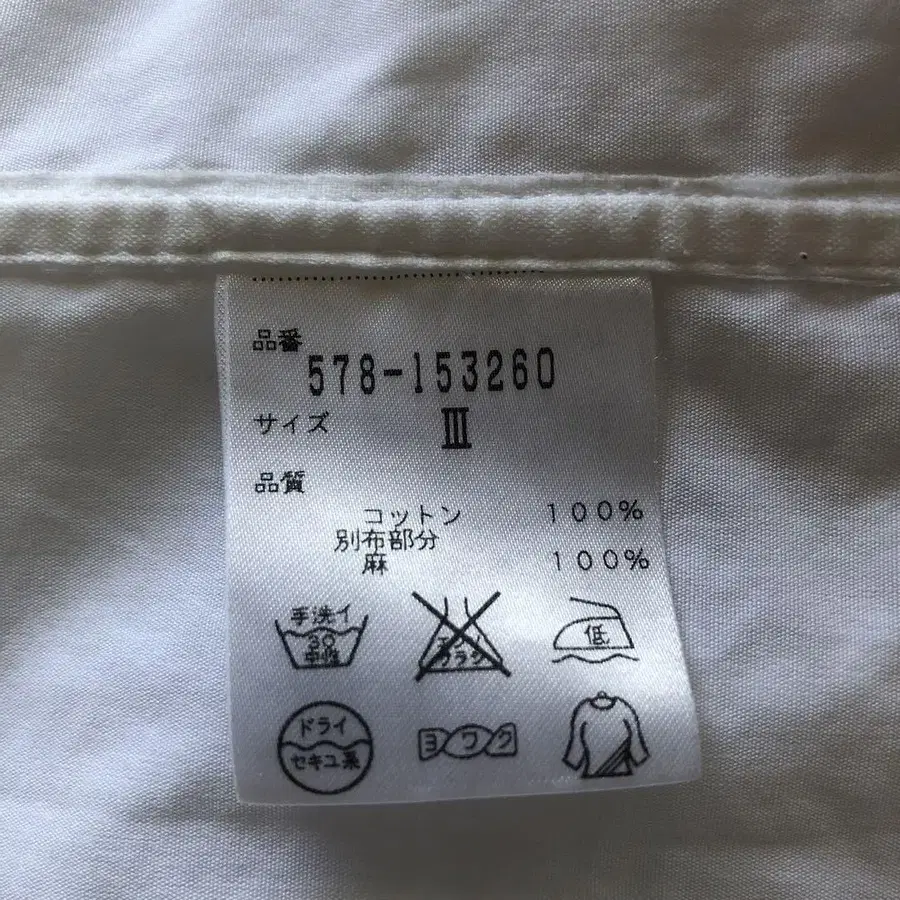 品番
578-153260
サイズ III
品質
コットン 100%
別布部分
麻 100%
手洗イ
30
中性
エンソ
サラシ
低
ドライ
セキユ系
ヨワク